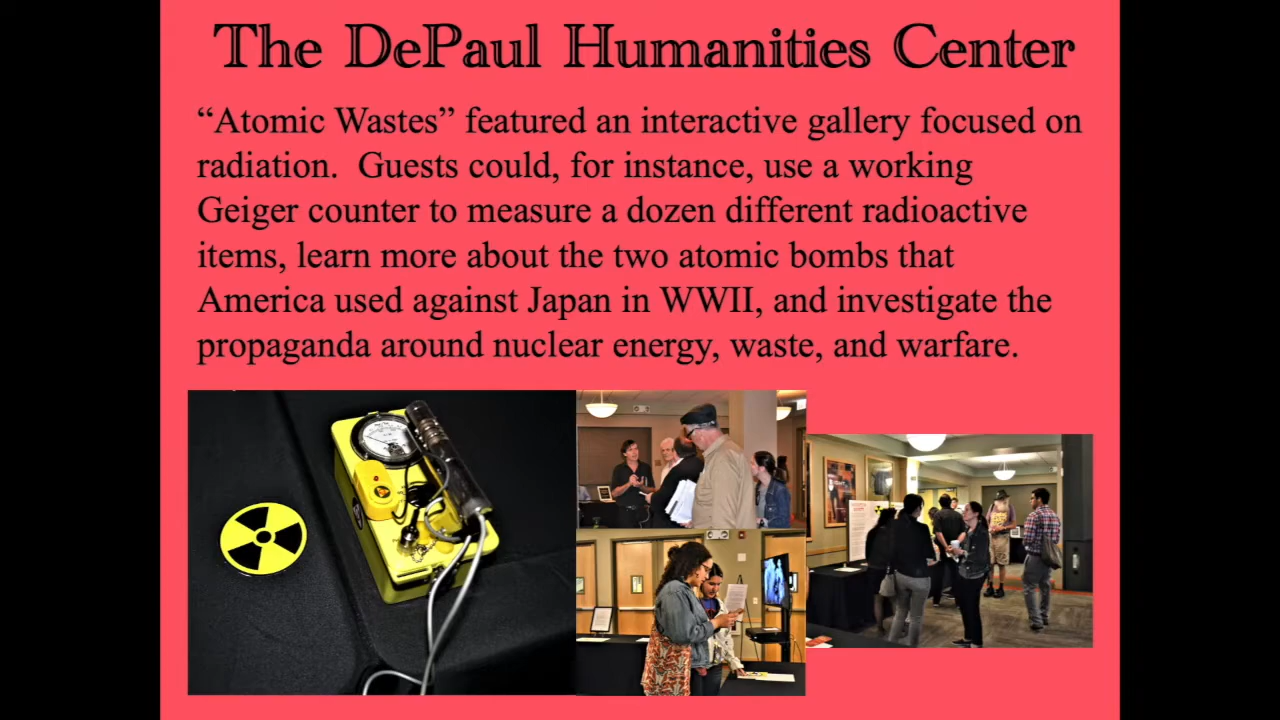 The DePaul Humanities Center
“Atomic Wastes” featured an interactive gallery focused on
radiation.  Guests could, for instance, use a working
Geiger counter to measure a dozen different radioactive
items, learn more about the two atomic bombs that
America used against Japan in WWII, and investigate the
propaganda around nuclear energy, waste, and warfare.